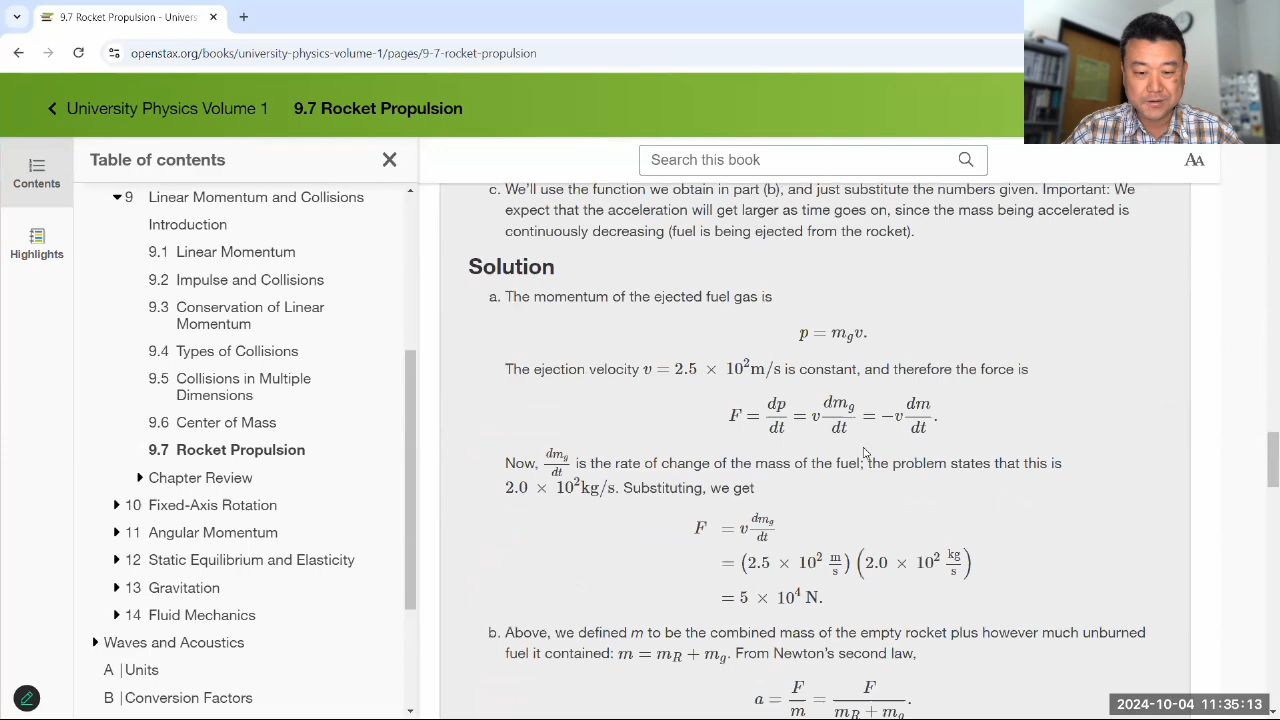 9.7 Rocket Propulsion - Univers
openstax.org/books/university-physics-volume-1/pages/9-7-rocket-propulsion
University Physics Volume 1 9.7 Rocket Propulsion
Contents
Highlights
Table of contents
9 Linear Momentum and Collisions
Introduction
9.1 Linear Momentum
9.2 Impulse and Collisions
9.3 Conservation of Linear
Momentum
9.4 Types of Collisions
9.5 Collisions in Multiple
Dimensions
9.6 Center of Mass
9.7 Rocket Propulsion
Chapter Review
10 Fixed-Axis Rotation
11 Angular Momentum
12 Static Equilibrium and Elasticity
13 Gravitation
14 Fluid Mechanics
Waves and Acoustics
A | Units
B | Conversion Factors
Search this book
AA
c. We'll use the function we obtain in part (b), and just substitute the numbers given. Important: We
expect that the acceleration will get larger as time goes on, since the mass being accelerated is
continuously decreasing (fuel is being ejected from the rocket).
Solution
a. The momentum of the ejected fuel gas is
p = m_g v.
The ejection velocity v = 2.5 × 10² m/s is constant, and therefore the force is
F = dp/dt = v dm_g/dt = −v dm/dt.
Now, dm_g/dt is the rate of change of the mass of the fuel; the problem states that this is
2.0 × 10² kg/s. Substituting, we get
F = v dm_g/dt
= (2.5 × 10² m/s) (2.0 × 10² kg/s)
= 5 × 10⁴ N.
b. Above, we defined m to be the combined mass of the empty rocket plus however much unburned
fuel it contained: m = m_R + m_g. From Newton's second law,
a = F/m = F/(m_R + m_g).
2024-10-04 11:35:13